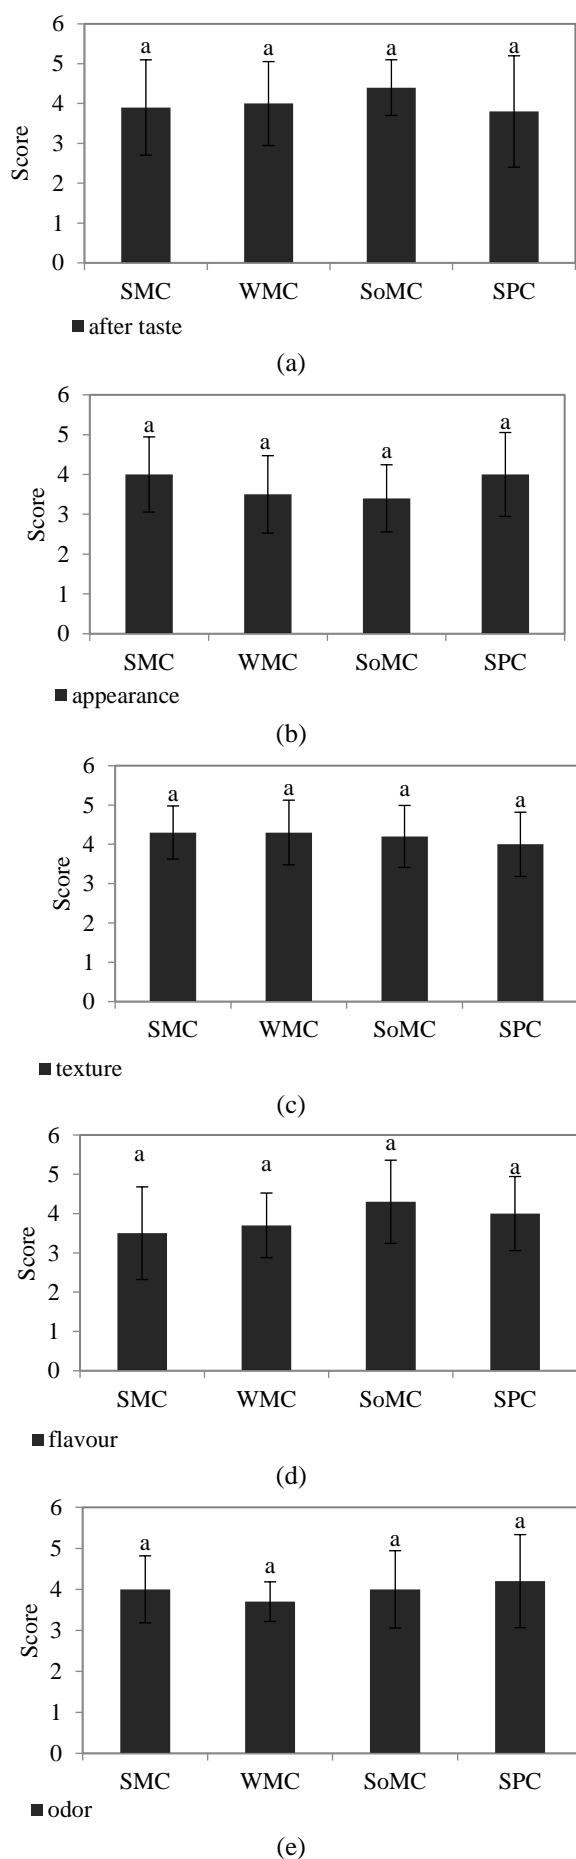 6
a a a a
5
4
3
2
1
0
Score
SMC WMC SoMC SPC
after taste
(a)
6
a a a a
5
4
3
2
1
0
Score
SMC WMC SoMC SPC
appearance
(b)
6
a a a a
5
4
3
2
1
0
Score
SMC WMC SoMC SPC
texture
(c)
6
a a a a
5
4
3
2
1
0
Score
SMC WMC SoMC SPC
flavour
(d)
6
a a a a
5
4
3
2
1
0
Score
SMC WMC SoMC SPC
odor
(e)